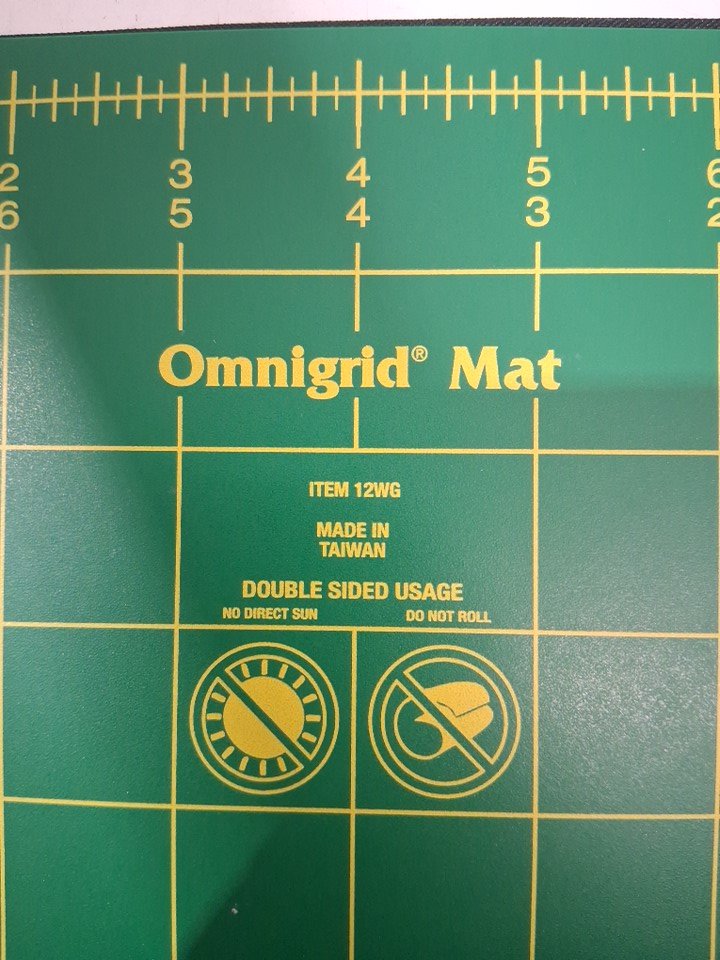 2 3 4 5 6
6 5 4 3 2
Omnigrid® Mat
ITEM 12WG
MADE IN
TAIWAN
DOUBLE SIDED USAGE
NO DIRECT SUN DO NOT ROLL